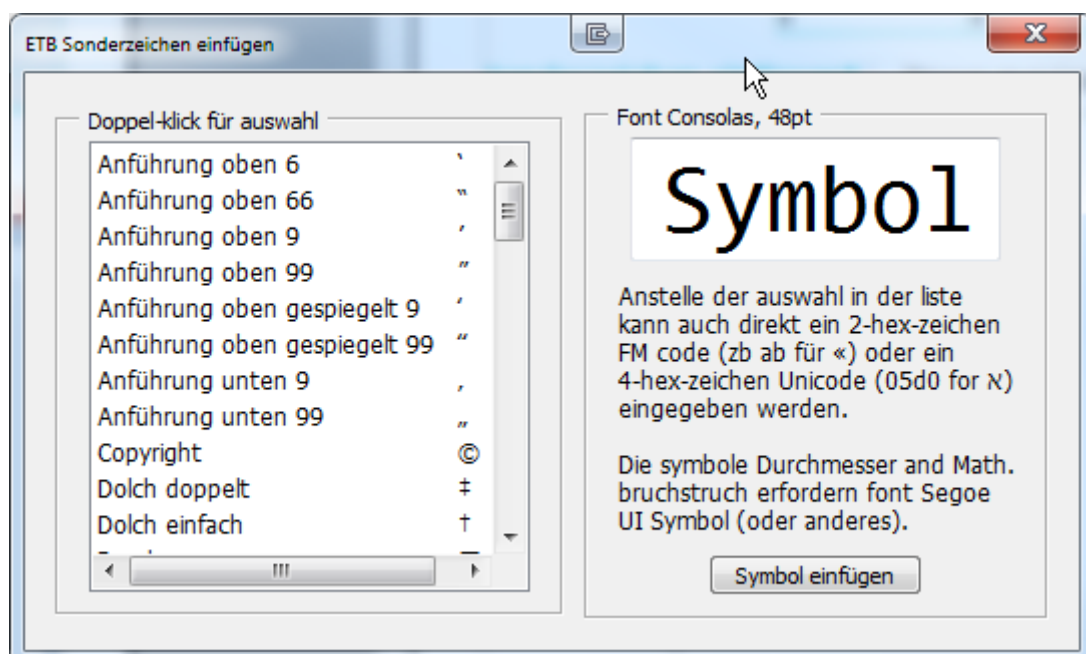 ETB Sonderzeichen einfügen
Doppel-klick für auswahl
Anführung oben 6 ‛
Anführung oben 66 ‟
Anführung oben 9 ’
Anführung oben 99 ”
Anführung oben gespiegelt 9 ‘
Anführung oben gespiegelt 99 “
Anführung unten 9 ‚
Anführung unten 99 „
Copyright ©
Dolch doppelt ‡
Dolch einfach †
Font Consolas, 48pt
Symbol
Anstelle der auswahl in der liste
kann auch direkt ein 2-hex-zeichen
FM code (zb ab für «) oder ein
4-hex-zeichen Unicode (05d0 for א)
eingegeben werden.
Die symbole Durchmesser and Math.
bruchstruch erfordern font Segoe
UI Symbol (oder anderes).
Symbol einfügen